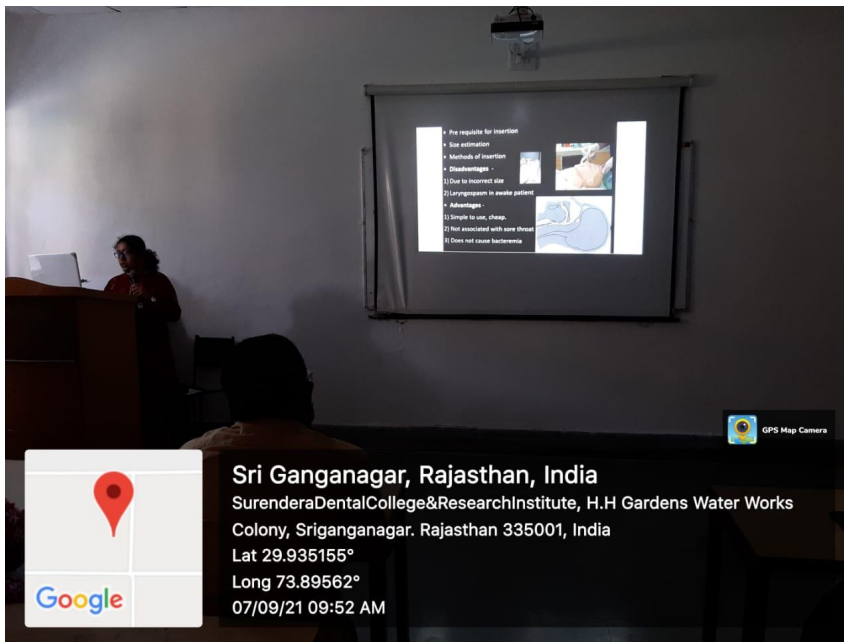 • Pre requisite for insertion
• Size estimation
• Methods of insertion
• Disadvantages -
1) Due to incorrect size
2) Laryngospasm in awake patient
• Advantages -
1) Simple to use, cheap.
2) Not associated with sore throat
3) Does not cause bacteremia
GPS Map Camera
Google
Sri Ganganagar, Rajasthan, India
SurenderaDentalCollege&ResearchInstitute, H.H Gardens Water Works
Colony, Sriganganagar. Rajasthan 335001, India
Lat 29.935155°
Long 73.89562°
07/09/21 09:52 AM